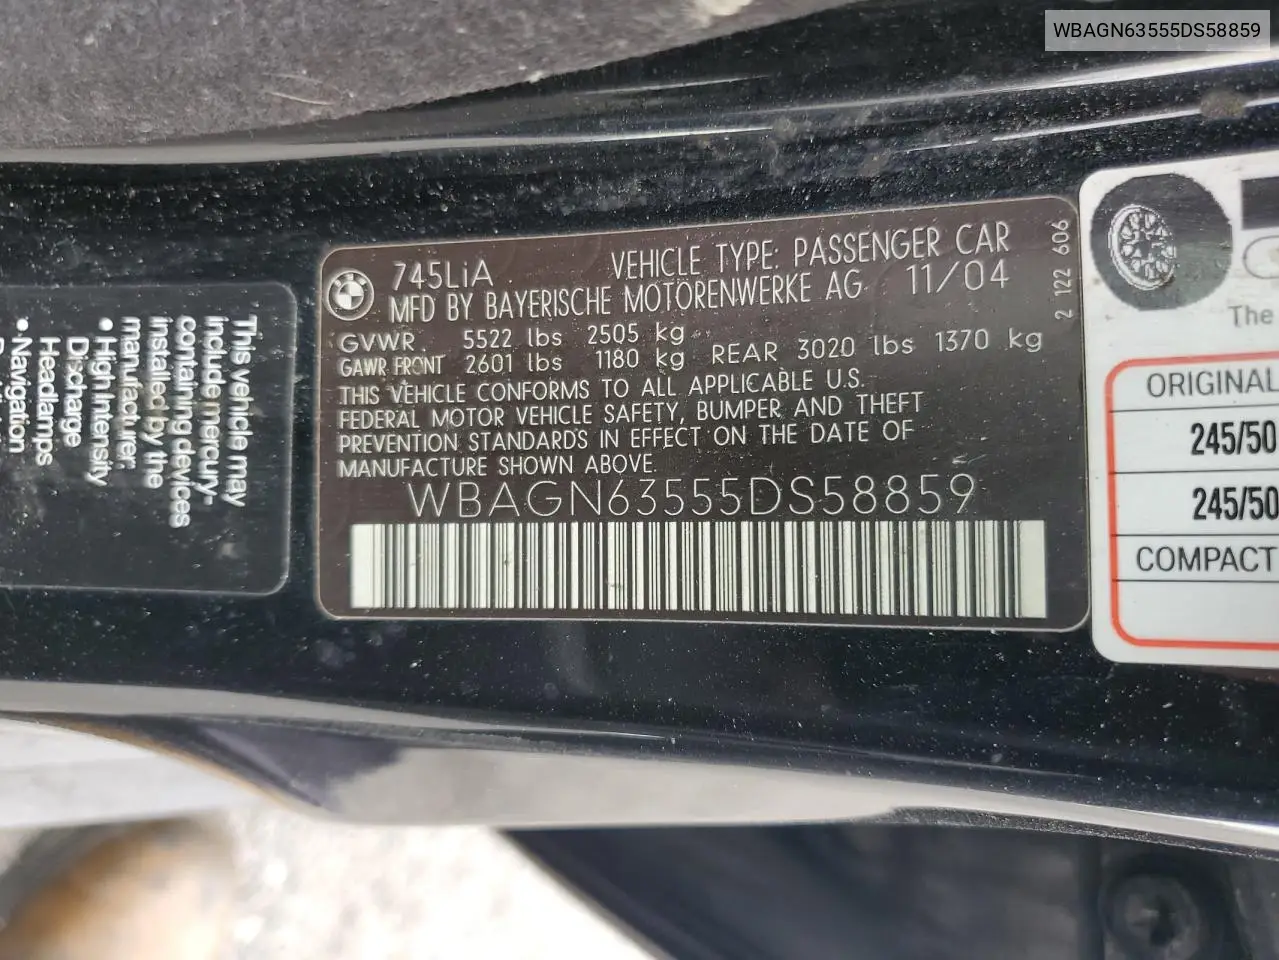 WBAGN63555DS58859
745LiA VEHICLE TYPE: PASSENGER CAR
MFD BY BAYERISCHE MOTORENWERKE AG 11/04
GVWR. 5522 lbs 2505 kg
GAWR FRONT 2601 lbs 1180 kg REAR 3020 lbs 1370 kg
THIS VEHICLE CONFORMS TO ALL APPLICABLE U.S.
FEDERAL MOTOR VEHICLE SAFETY, BUMPER AND THEFT
PREVENTION STANDARDS IN EFFECT ON THE DATE OF
MANUFACTURE SHOWN ABOVE.
WBAGN63555DS58859
2 122 606
This vehicle may
include mercury-
containing devices
installed by the
manufacturer:
• High Intensity
Discharge
Headlamps
• Navigation
The
ORIGINAL
245/50
245/50
COMPACT